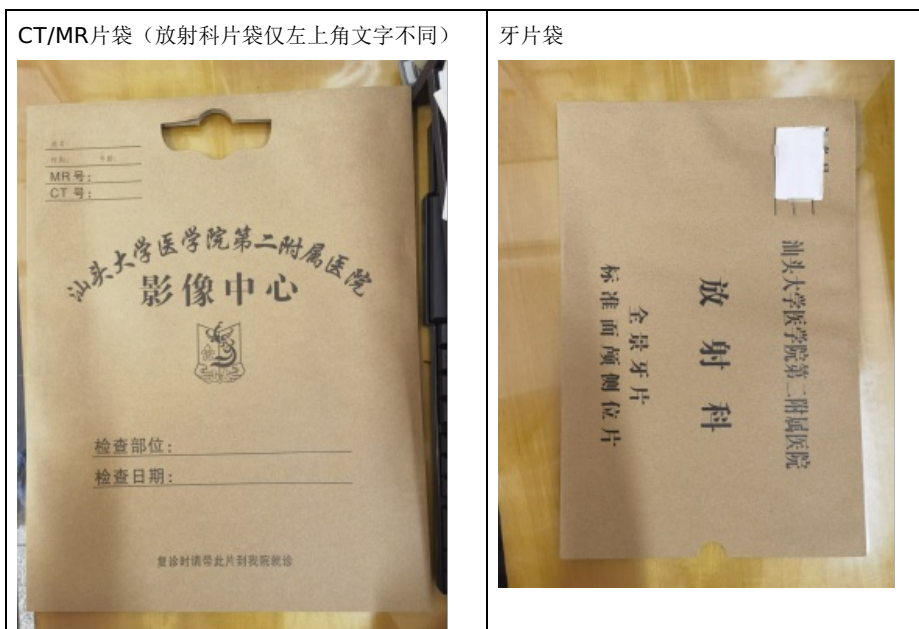 CT/MR片袋（放射科片袋仅左上角文字不同）
牙片袋
MR号:
CT 号:
汕头大学医学院第二附属医院
影像中心
检查部位:
检查日期:
复诊时请带此片到我院就诊
汕头大学医学院第二附属医院
放射科
全景牙片
标准面颅侧位片